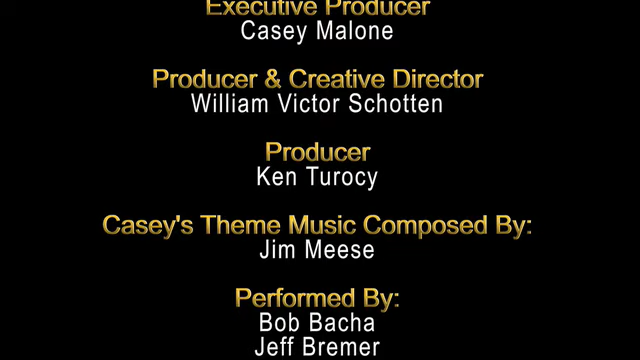 Executive Producer
Casey Malone
Producer & Creative Director
William Victor Schotten
Producer
Ken Turocy
Casey's Theme Music Composed By:
Jim Meese
Performed By:
Bob Bacha
Jeff Bremer